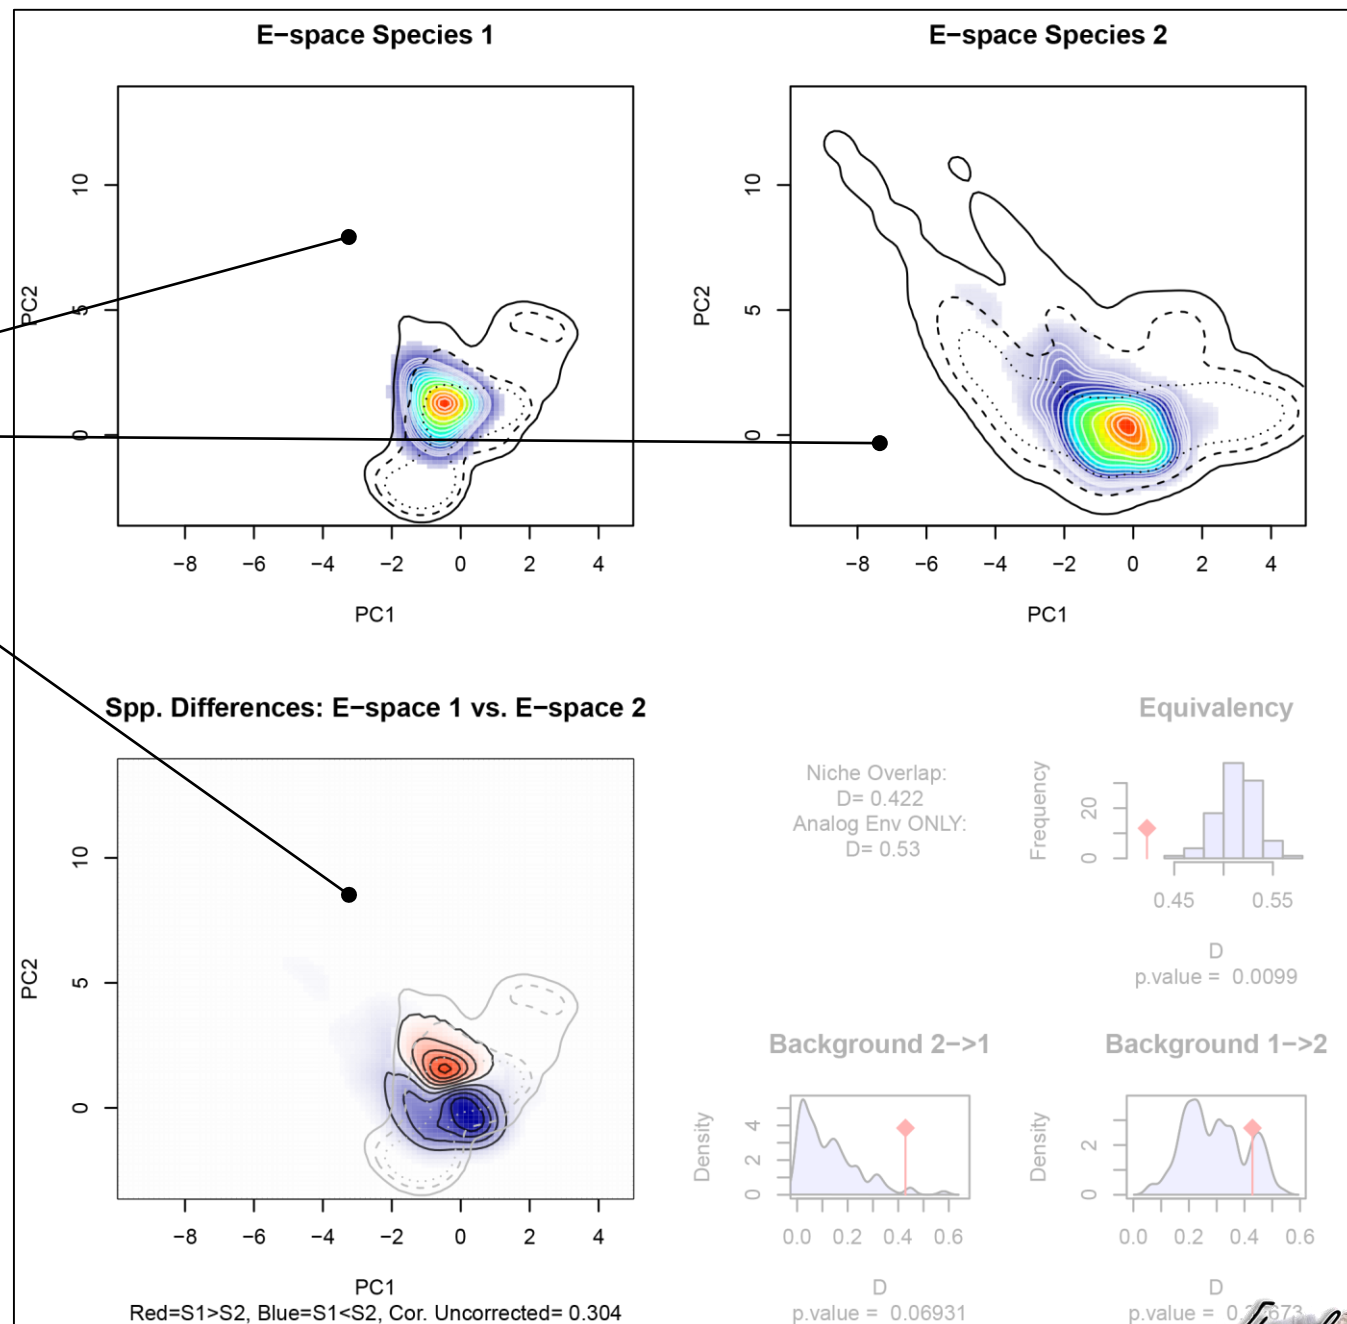 E−space Species 1
E−space Species 2
PC2
0 5 10
−8 −6 −4 −2 0 2 4
PC1
PC2
0 5 10
−8 −6 −4 −2 0 2 4
PC1
Spp. Differences: E−space 1 vs. E−space 2
PC2
0 5 10
−8 −6 −4 −2 0 2 4
PC1
Red=S1>S2, Blue=S1<S2, Cor. Uncorrected= 0.304
Niche Overlap:
D= 0.422
Analog Env ONLY:
D= 0.53
Equivalency
Frequency
0 20
0.45 0.55
D
p.value = 0.0099
Background 2−>1
Density
0 2 4
0.0 0.2 0.4 0.6
D
p.value = 0.06931
Background 1−>2
Density
0 2
0.0 0.2 0.4 0.6
D
p.value =